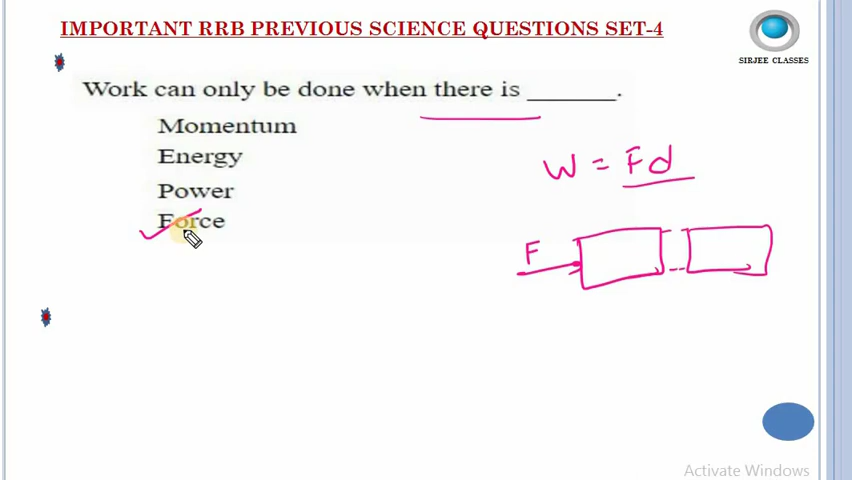 IMPORTANT RRB PREVIOUS SCIENCE QUESTIONS SET-4
SIRJEE CLASSES
Work can only be done when there is _______.
Momentum
Energy
Power
Force
W = Fd
F
Activate Windows